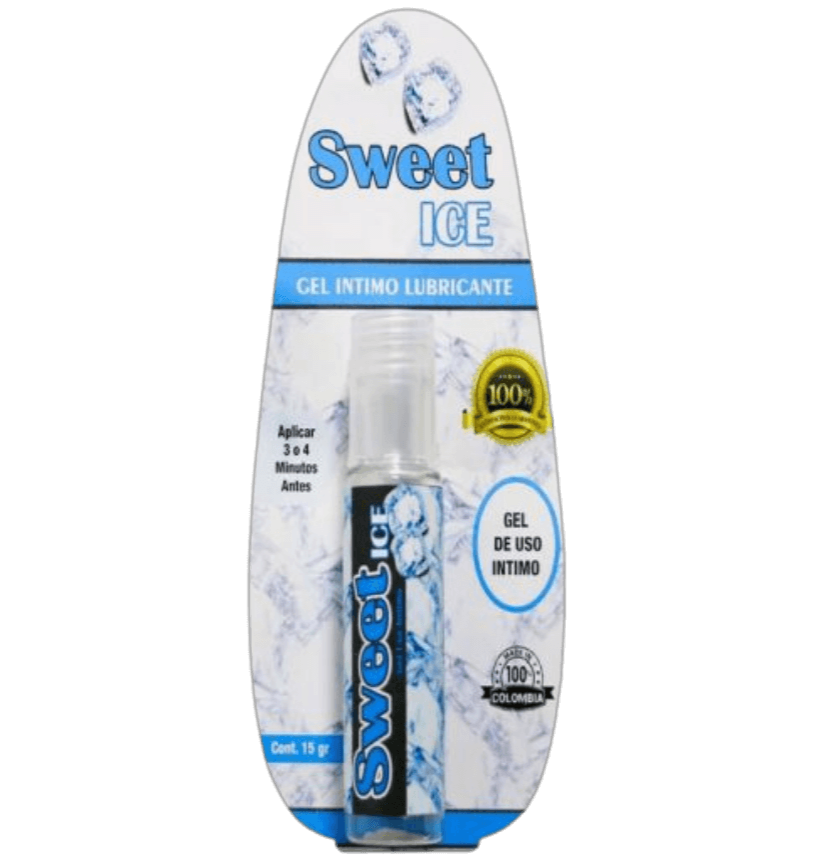 Sweet
ICE
GEL INTIMO LUBRICANTE
100%
Aplicar
3 o 4
Minutos
Antes
GEL
DE USO
INTIMO
Sweet ICE
MADE IN
100%
COLOMBIA
Cont. 15 gr